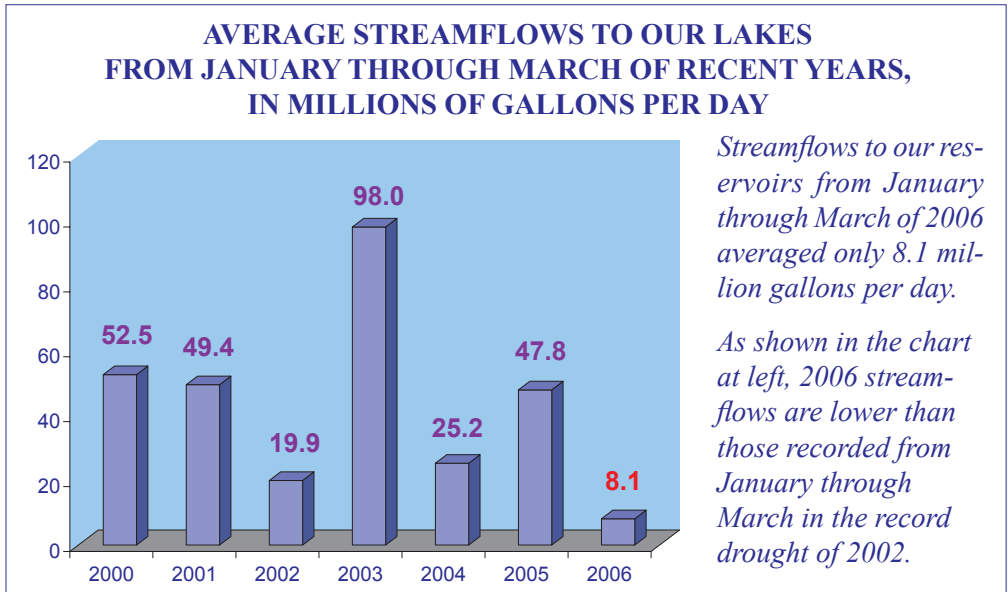 AVERAGE STREAMFLOWS TO OUR LAKES
FROM JANUARY THROUGH MARCH OF RECENT YEARS,
IN MILLIONS OF GALLONS PER DAY
120
100
80
60
40
20
0
52.5
49.4
19.9
98.0
25.2
47.8
8.1
2000
2001
2002
2003
2004
2005
2006
Streamflows to our res-
ervoirs from January
through March of 2006
averaged only 8.1 mil-
lion gallons per day.
As shown in the chart
at left, 2006 stream-
flows are lower than
those recorded from
January through
March in the record
drought of 2002.